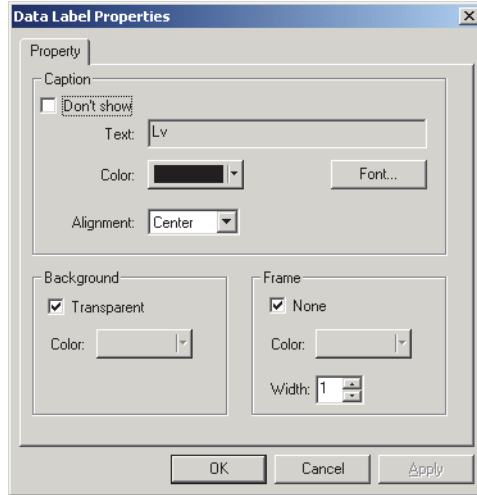 Data Label Properties
Property
Caption
Don't show
Text: Lv
Color: Font...
Alignment: Center
Background Frame
Transparent None
Color: Color:
Width: 1
OK Cancel Apply